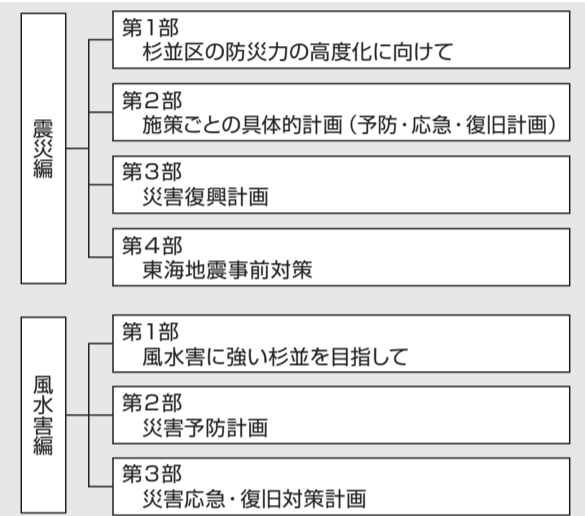 震災編
第1部
杉並区の防災力の高度化に向けて
第2部
施策ごとの具体的計画（予防・応急・復旧計画）
第3部
災害復興計画
第4部
東海地震事前対策
風水害編
第1部
風水害に強い杉並を目指して
第2部
災害予防計画
第3部
災害応急・復旧対策計画